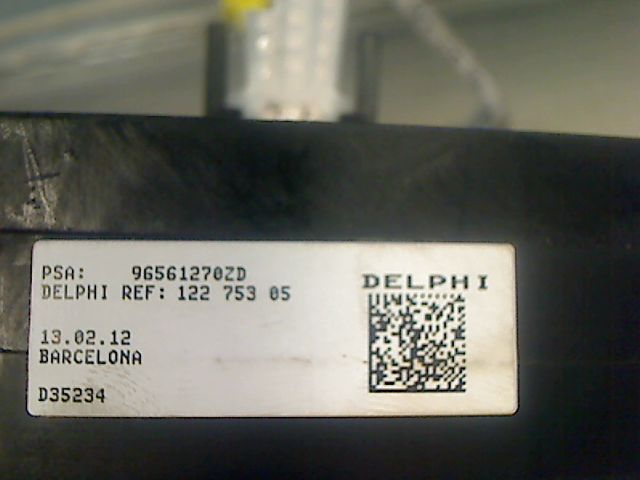 PSA: 96561270ZD
DELPHI REF: 122 753 05
DELPHI
13.02.12
BARCELONA
D35234